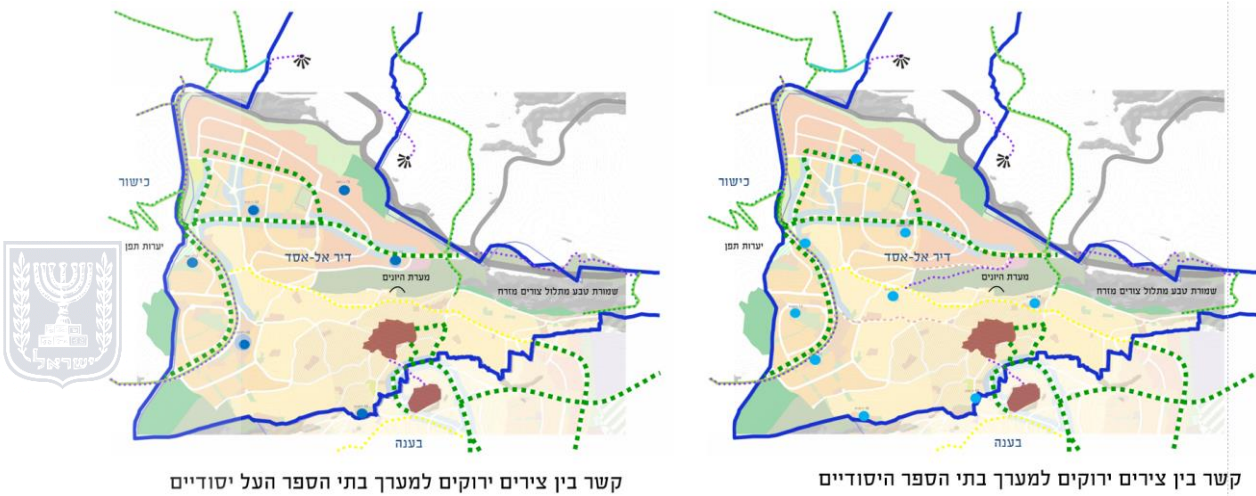 כישור
יערות תפן
דיר אל-אסד
מערת היונים
שמורת טבע מתלול צורים מזרח
בענה
קשר בין צירים ירוקים למערך בתי הספר העל יסודיים
כישור
יערות תפן
דיר אל-אסד
מערת היונים
שמורת טבע מתלול צורים מזרח
בענה
קשר בין צירים ירוקים למערך בתי הספר היסודיים
ישראל